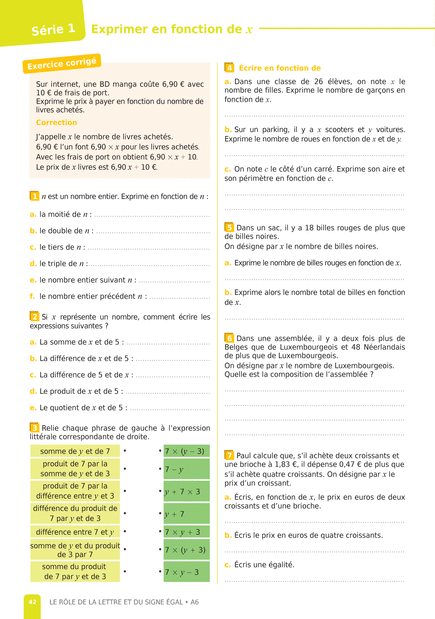 Série 1
Exprimer en fonction de x
Exercice corrigé
Sur internet, une BD manga coûte 6,90 € avec
10 € de frais de port.
Exprime le prix à payer en fonction du nombre de
livres achetés.
Correction
J'appelle x le nombre de livres achetés.
6,90 € l'un font 6,90 × x pour les livres achetés.
Avec les frais de port on obtient 6,90 × x + 10.
Le prix de x livres est 6,90 x + 10 €.
1 n est un nombre entier. Exprime en fonction de n :
a. la moitié de n : ................................
b. le double de n : ................................
c. le tiers de n : ................................
d. le triple de n : ................................
e. le nombre entier suivant n : ........................
f. le nombre entier précédent n : ....................
2 Si x représente un nombre, comment écrire les
expressions suivantes ?
a. La somme de x et de 5 : ............................
b. La différence de x et de 5 : ........................
c. La différence de 5 et de x : ........................
d. Le produit de x et de 5 : ............................
e. Le quotient de x et de 5 : ............................
3 Relie chaque phrase de gauche à l'expression
littérale correspondante de droite.
somme de y et de 7 • • 7 × (y − 3)
produit de 7 par la
somme de y et de 3 • • 7 − y
produit de 7 par la
différence entre y et 3 • • y + 7 × 3
différence du produit de
7 par y et de 3 • • y + 7
différence entre 7 et y • • 7 × y + 3
somme de y et du produit
de 3 par 7 • • 7 × (y + 3)
somme du produit
de 7 par y et de 3 • • 7 × y − 3
4 Ecrire en fonction de
a. Dans une classe de 26 élèves, on note x le
nombre de filles. Exprime le nombre de garçons en
fonction de x.
b. Sur un parking, il y a x scooters et y voitures.
Exprime le nombre de roues en fonction de x et de y.
c. On note c le côté d'un carré. Exprime son aire et
son périmètre en fonction de c.
5 Dans un sac, il y a 18 billes rouges de plus que
de billes noires.
On désigne par x le nombre de billes noires.
a. Exprime le nombre de billes rouges en fonction de x.
b. Exprime alors le nombre total de billes en fonction
de x.
6 Dans une assemblée, il y a deux fois plus de
Belges que de Luxembourgeois et 48 Néerlandais
de plus que de Luxembourgeois.
On désigne par x le nombre de Luxembourgeois.
Quelle est la composition de l'assemblée ?
7 Paul calcule que, s'il achète deux croissants et
une brioche à 1,83 €, il dépense 0,47 € de plus que
s'il achète quatre croissants. On désigne par x le
prix d'un croissant.
a. Écris, en fonction de x, le prix en euros de deux
croissants et d'une brioche.
b. Écris le prix en euros de quatre croissants.
c. Écris une égalité.
42 LE RÔLE DE LA LETTRE ET DU SIGNE ÉGAL • A6